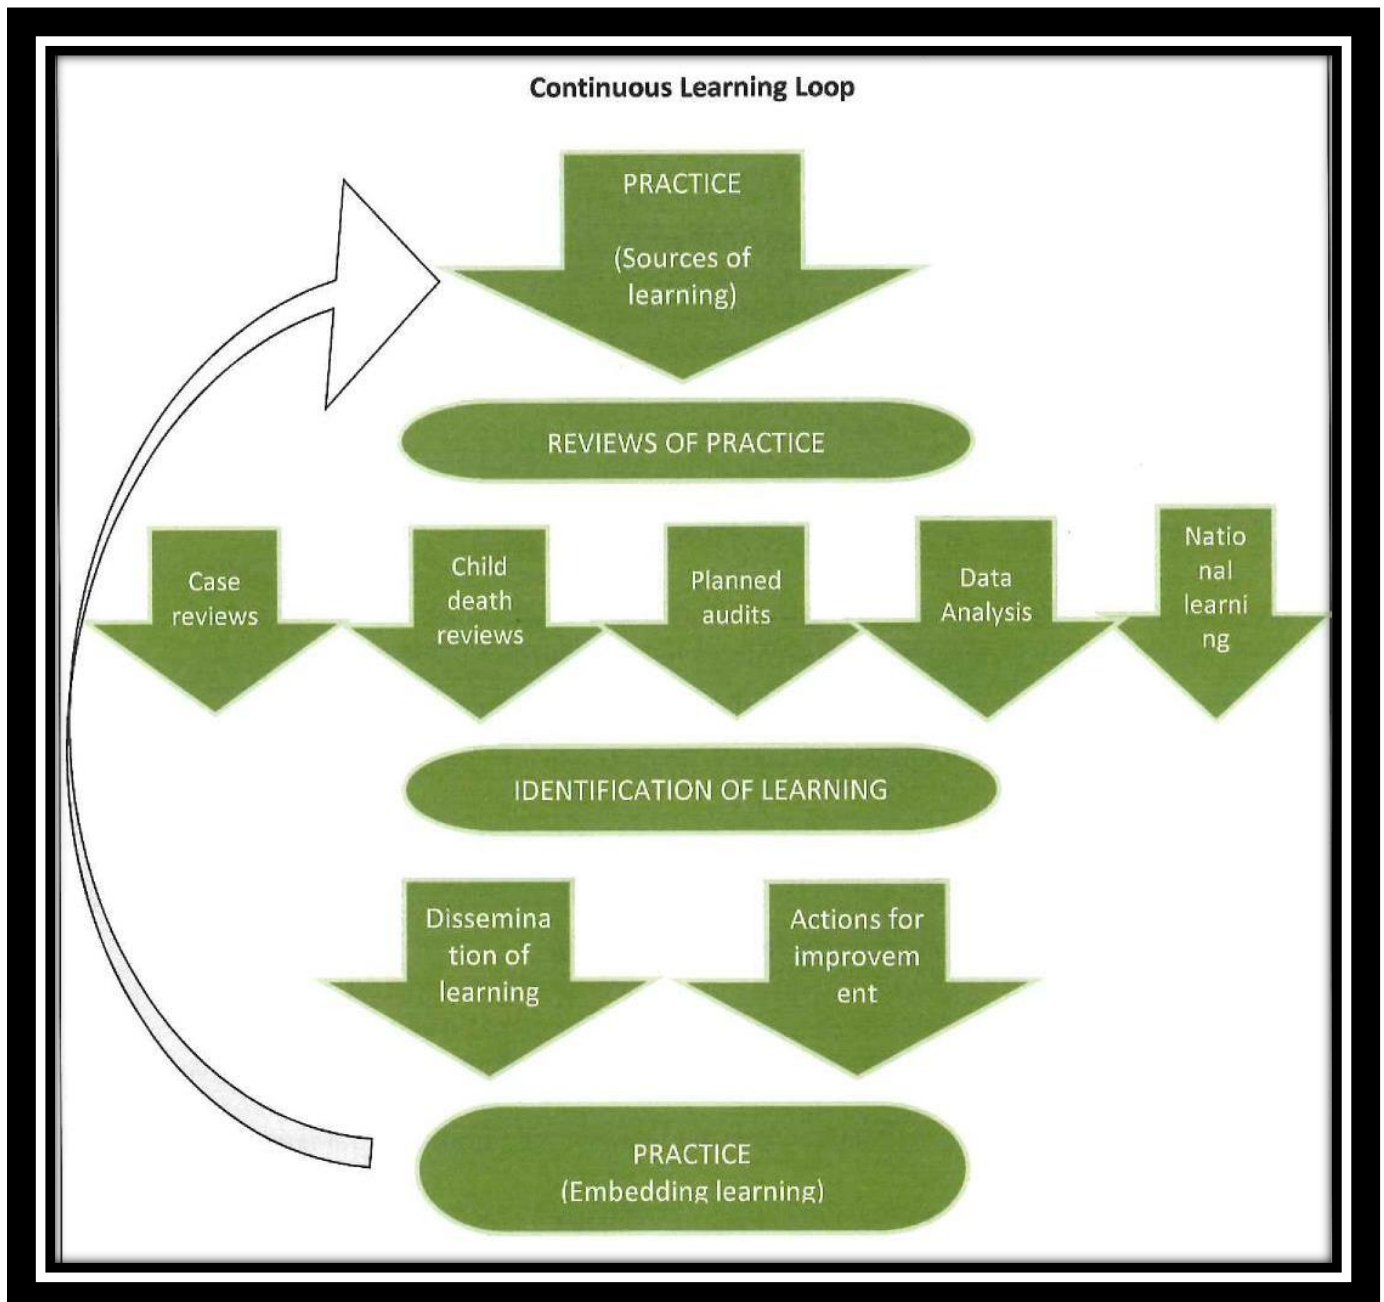 Continuous Learning Loop
PRACTICE
(Sources of
learning)
REVIEWS OF PRACTICE
Case
reviews
Child
death
reviews
Planned
audits
Data
Analysis
Natio
nal
learni
ng
IDENTIFICATION OF LEARNING
Dissemina
tion of
learning
Actions for
improvem
ent
PRACTICE
(Embedding learning)